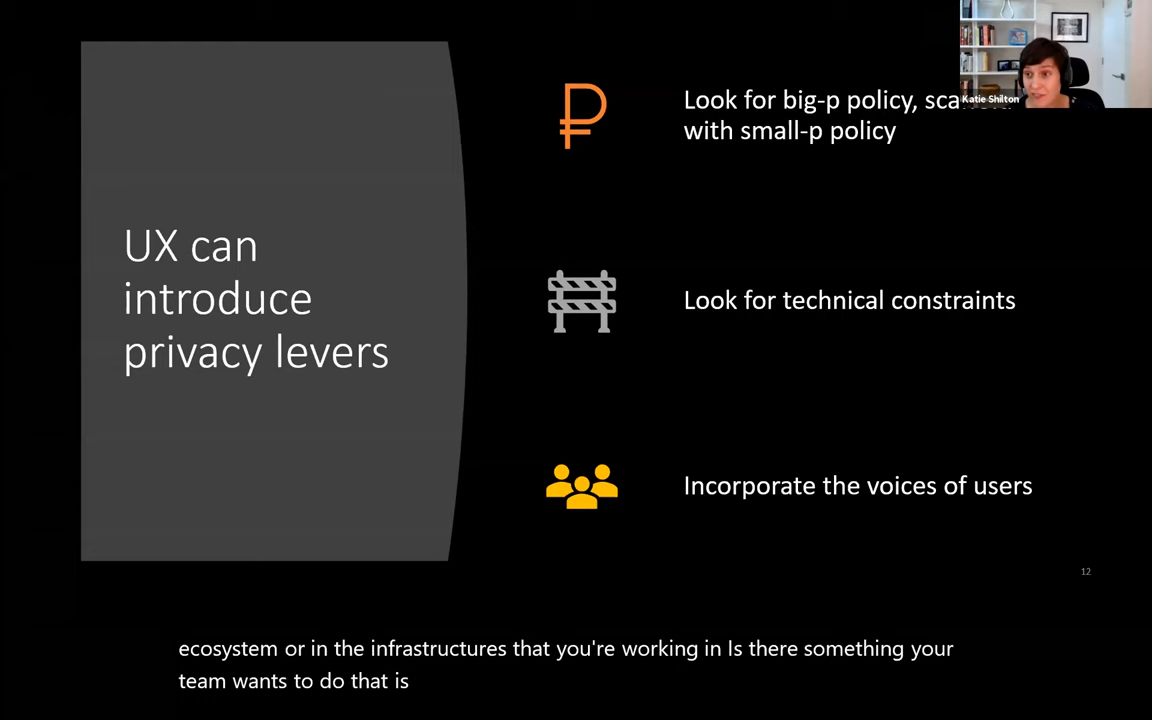 UX can
introduce
privacy levers
Look for big-p policy,
with small-p policy
Look for technical constraints
Incorporate the voices of users
Katie Shilton
12
ecosystem or in the infrastructures that you're working in Is there something your
team wants to do that is